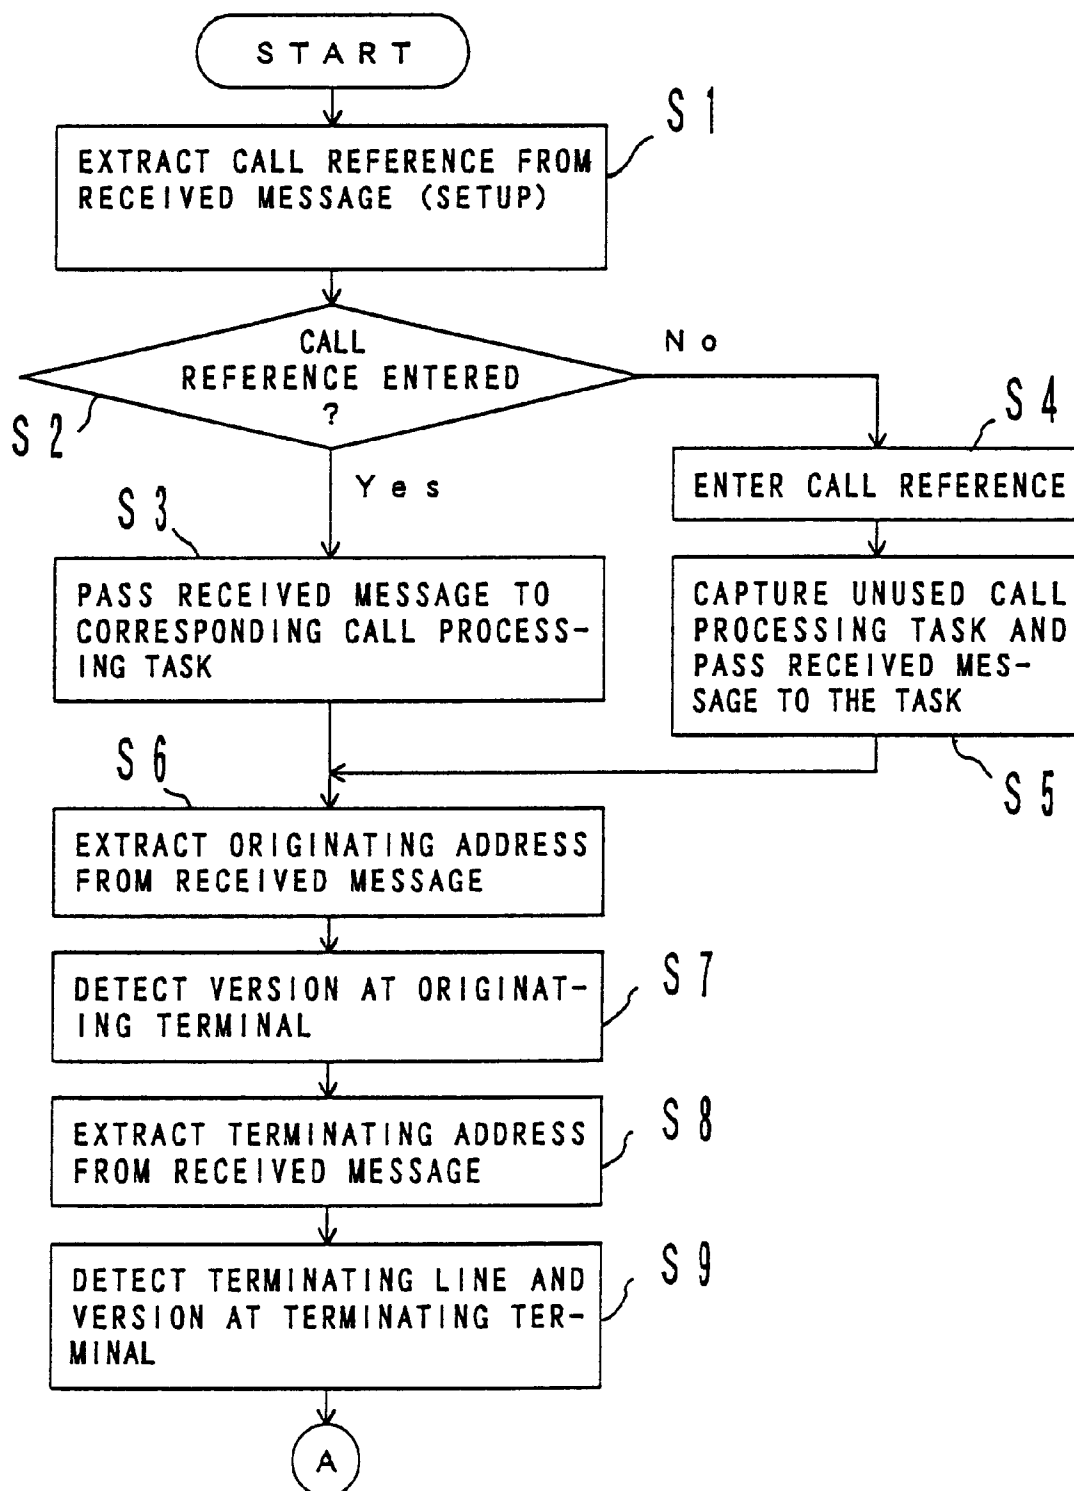 START
S1
EXTRACT CALL REFERENCE FROM
RECEIVED MESSAGE (SETUP)
CALL
REFERENCE ENTERED
?
No
S2
Yes
S4
ENTER CALL REFERENCE
S3
PASS RECEIVED MESSAGE TO
CORRESPONDING CALL PROCESS-
ING TASK
CAPTURE UNUSED CALL
PROCESSING TASK AND
PASS RECEIVED MES-
SAGE TO THE TASK
S5
S6
EXTRACT ORIGINATING ADDRESS
FROM RECEIVED MESSAGE
S7
DETECT VERSION AT ORIGINAT-
ING TERMINAL
S8
EXTRACT TERMINATING ADDRESS
FROM RECEIVED MESSAGE
S9
DETECT TERMINATING LINE AND
VERSION AT TERMINATING TER-
MINAL
A